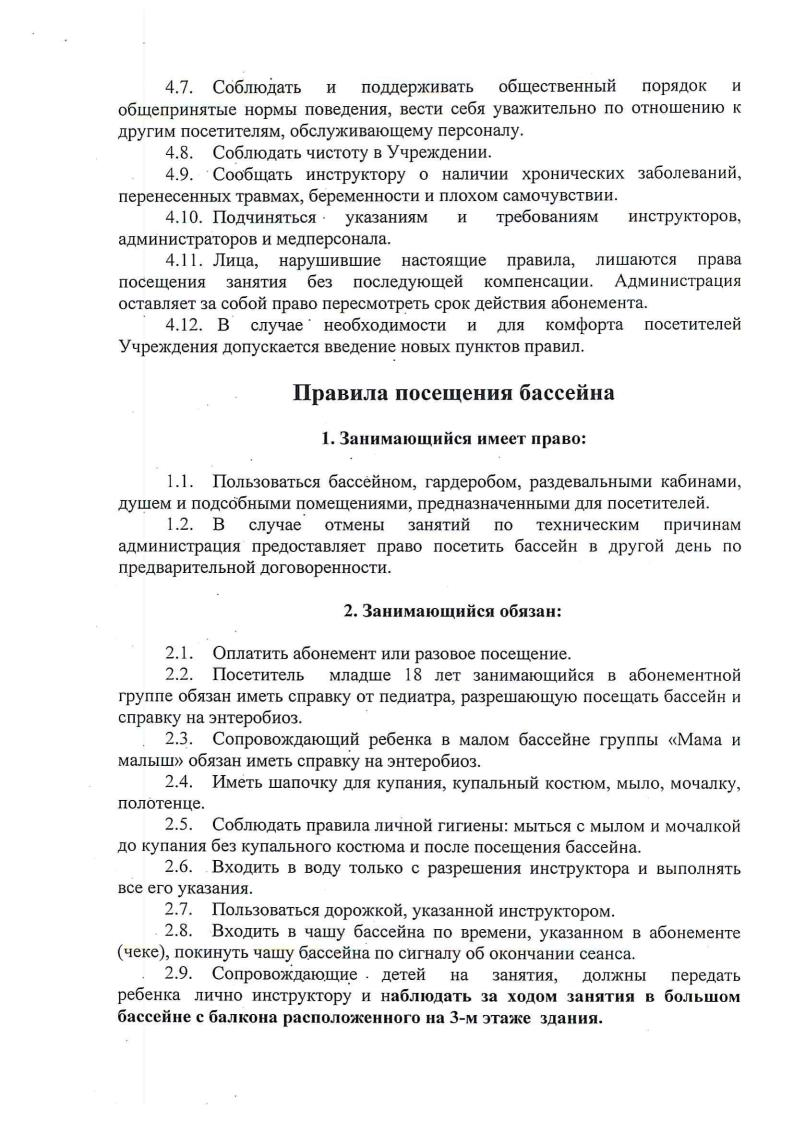 4.7. Соблюдать и поддерживать общественный порядок и
общепринятые нормы поведения, вести себя уважительно по отношению к
другим посетителям, обслуживающему персоналу.
4.8. Соблюдать чистоту в Учреждении.
4.9. Сообщать инструктору о наличии хронических заболеваний,
перенесенных травмах, беременности и плохом самочувствии.
4.10. Подчиняться указаниям и требованиям инструкторов,
администраторов и медперсонала.
4.11. Лица, нарушившие настоящие правила, лишаются права
посещения занятия без последующей компенсации. Администрация
оставляет за собой право пересмотреть срок действия абонемента.
4.12. В случае необходимости и для комфорта посетителей
Учреждения допускается введение новых пунктов правил.
Правила посещения бассейна
1. Занимающийся имеет право:
1.1. Пользоваться бассейном, гардеробом, раздевальными кабинами,
душем и подсобными помещениями, предназначенными для посетителей.
1.2. В случае отмены занятий по техническим причинам
администрация предоставляет право посетить бассейн в другой день по
предварительной договоренности.
2. Занимающийся обязан:
2.1. Оплатить абонемент или разовое посещение.
2.2. Посетитель младше 18 лет занимающийся в абонементной
группе обязан иметь справку от педиатра, разрешающую посещать бассейн и
справку на энтеробиоз.
2.3. Сопровождающий ребенка в малом бассейне группы «Мама и
малыш» обязан иметь справку на энтеробиоз.
2.4. Иметь шапочку для купания, купальный костюм, мыло, мочалку,
полотенце.
2.5. Соблюдать правила личной гигиены: мыться с мылом и мочалкой
до купания без купального костюма и после посещения бассейна.
2.6. Входить в воду только с разрешения инструктора и выполнять
все его указания.
2.7. Пользоваться дорожкой, указанной инструктором.
2.8. Входить в чашу бассейна по времени, указанном в абонементе
(чеке), покинуть чашу бассейна по сигналу об окончании сеанса.
2.9. Сопровождающие детей на занятия, должны передать
ребенка лично инструктору и наблюдать за ходом занятия в большом
бассейне с балкона расположенного на 3-м этаже здания.